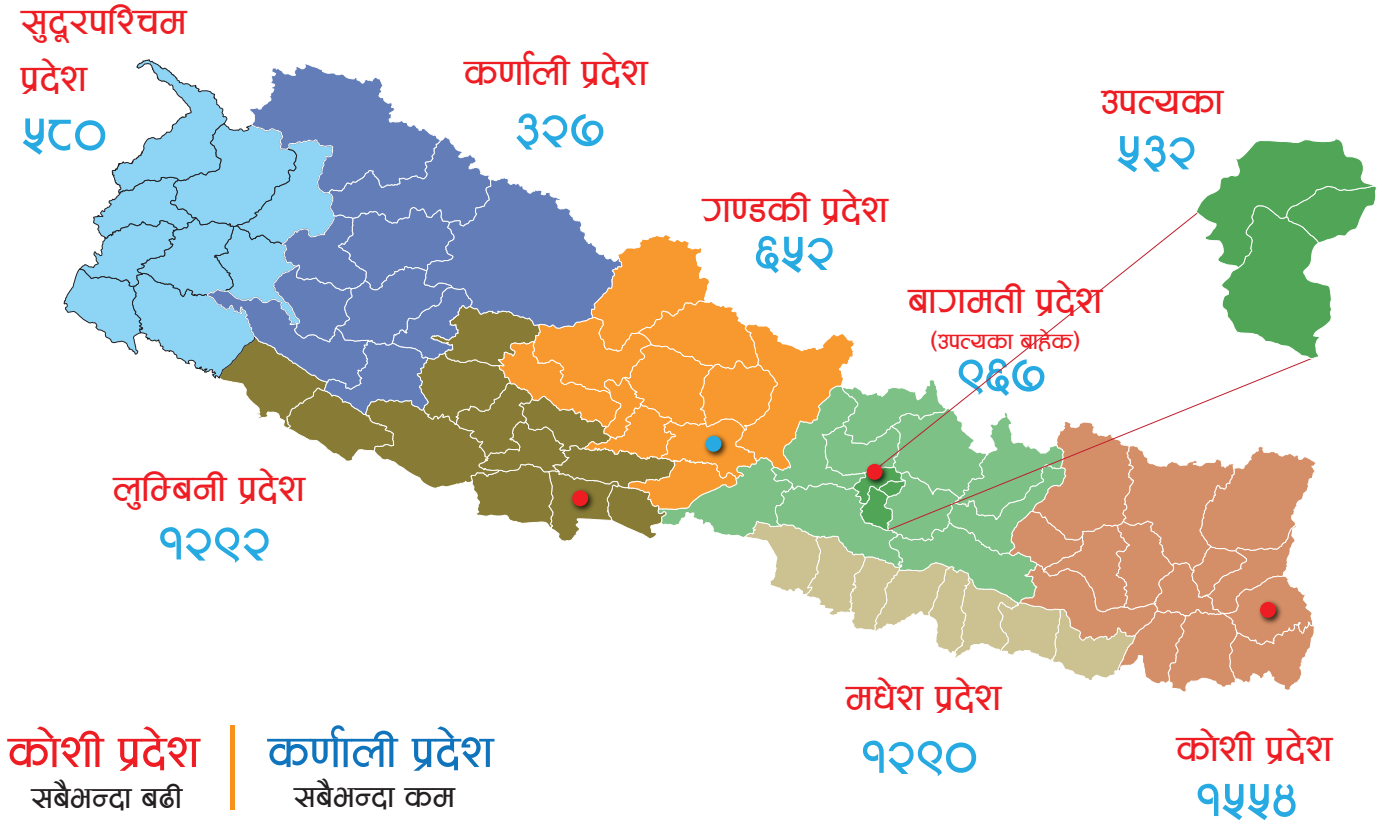 सुदूरपश्चिम
प्रदेश
५८०
कर्णाली प्रदेश
३२७
उपत्यका
५३२
गण्डकी प्रदेश
६५२
बागमती प्रदेश
(उपत्यका बाहेक)
९६७
लुम्बिनी प्रदेश
१२९२
मधेश प्रदेश
१२९०
कोशी प्रदेश
१५५४
कोशी प्रदेश
सबैभन्दा बढी
कर्णाली प्रदेश
सबैभन्दा कम